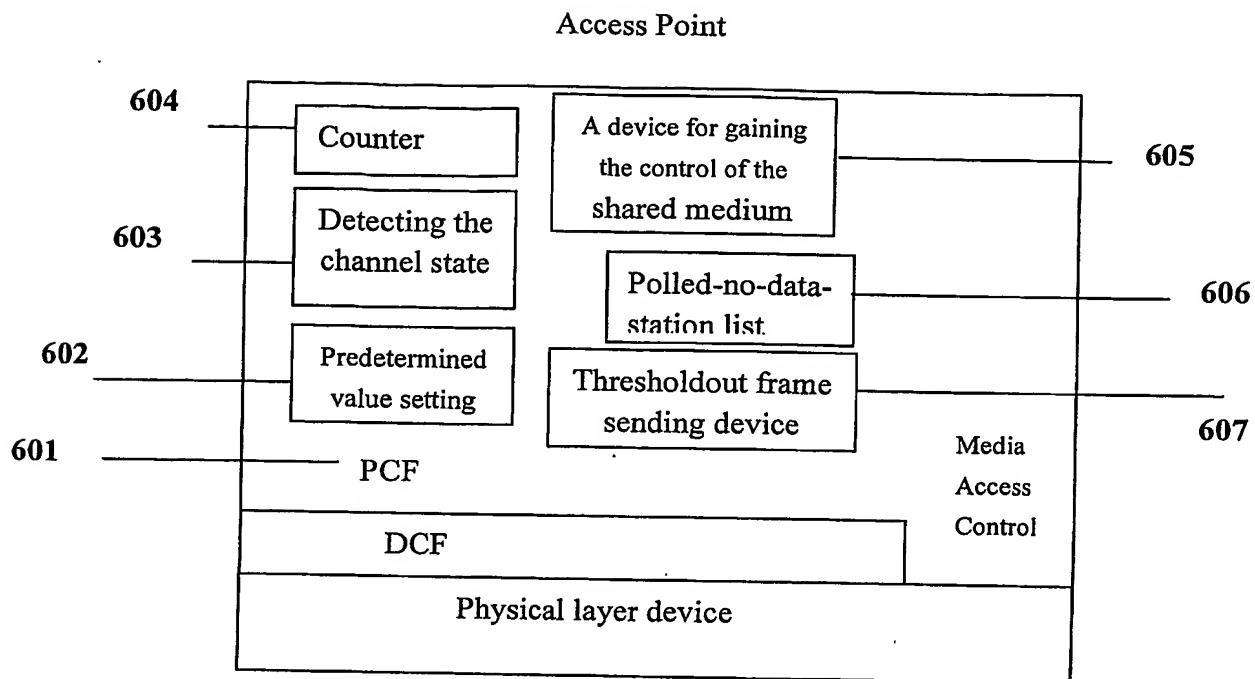 Access Point
604
Counter
A device for gaining
the control of the
shared medium
605
603
Detecting the
channel state
Polled-no-data-
station list.
606
602
Predetermined
value setting
Thresholdout frame
sending device
607
601
PCF
Media
Access
Control
DCF
Physical layer device